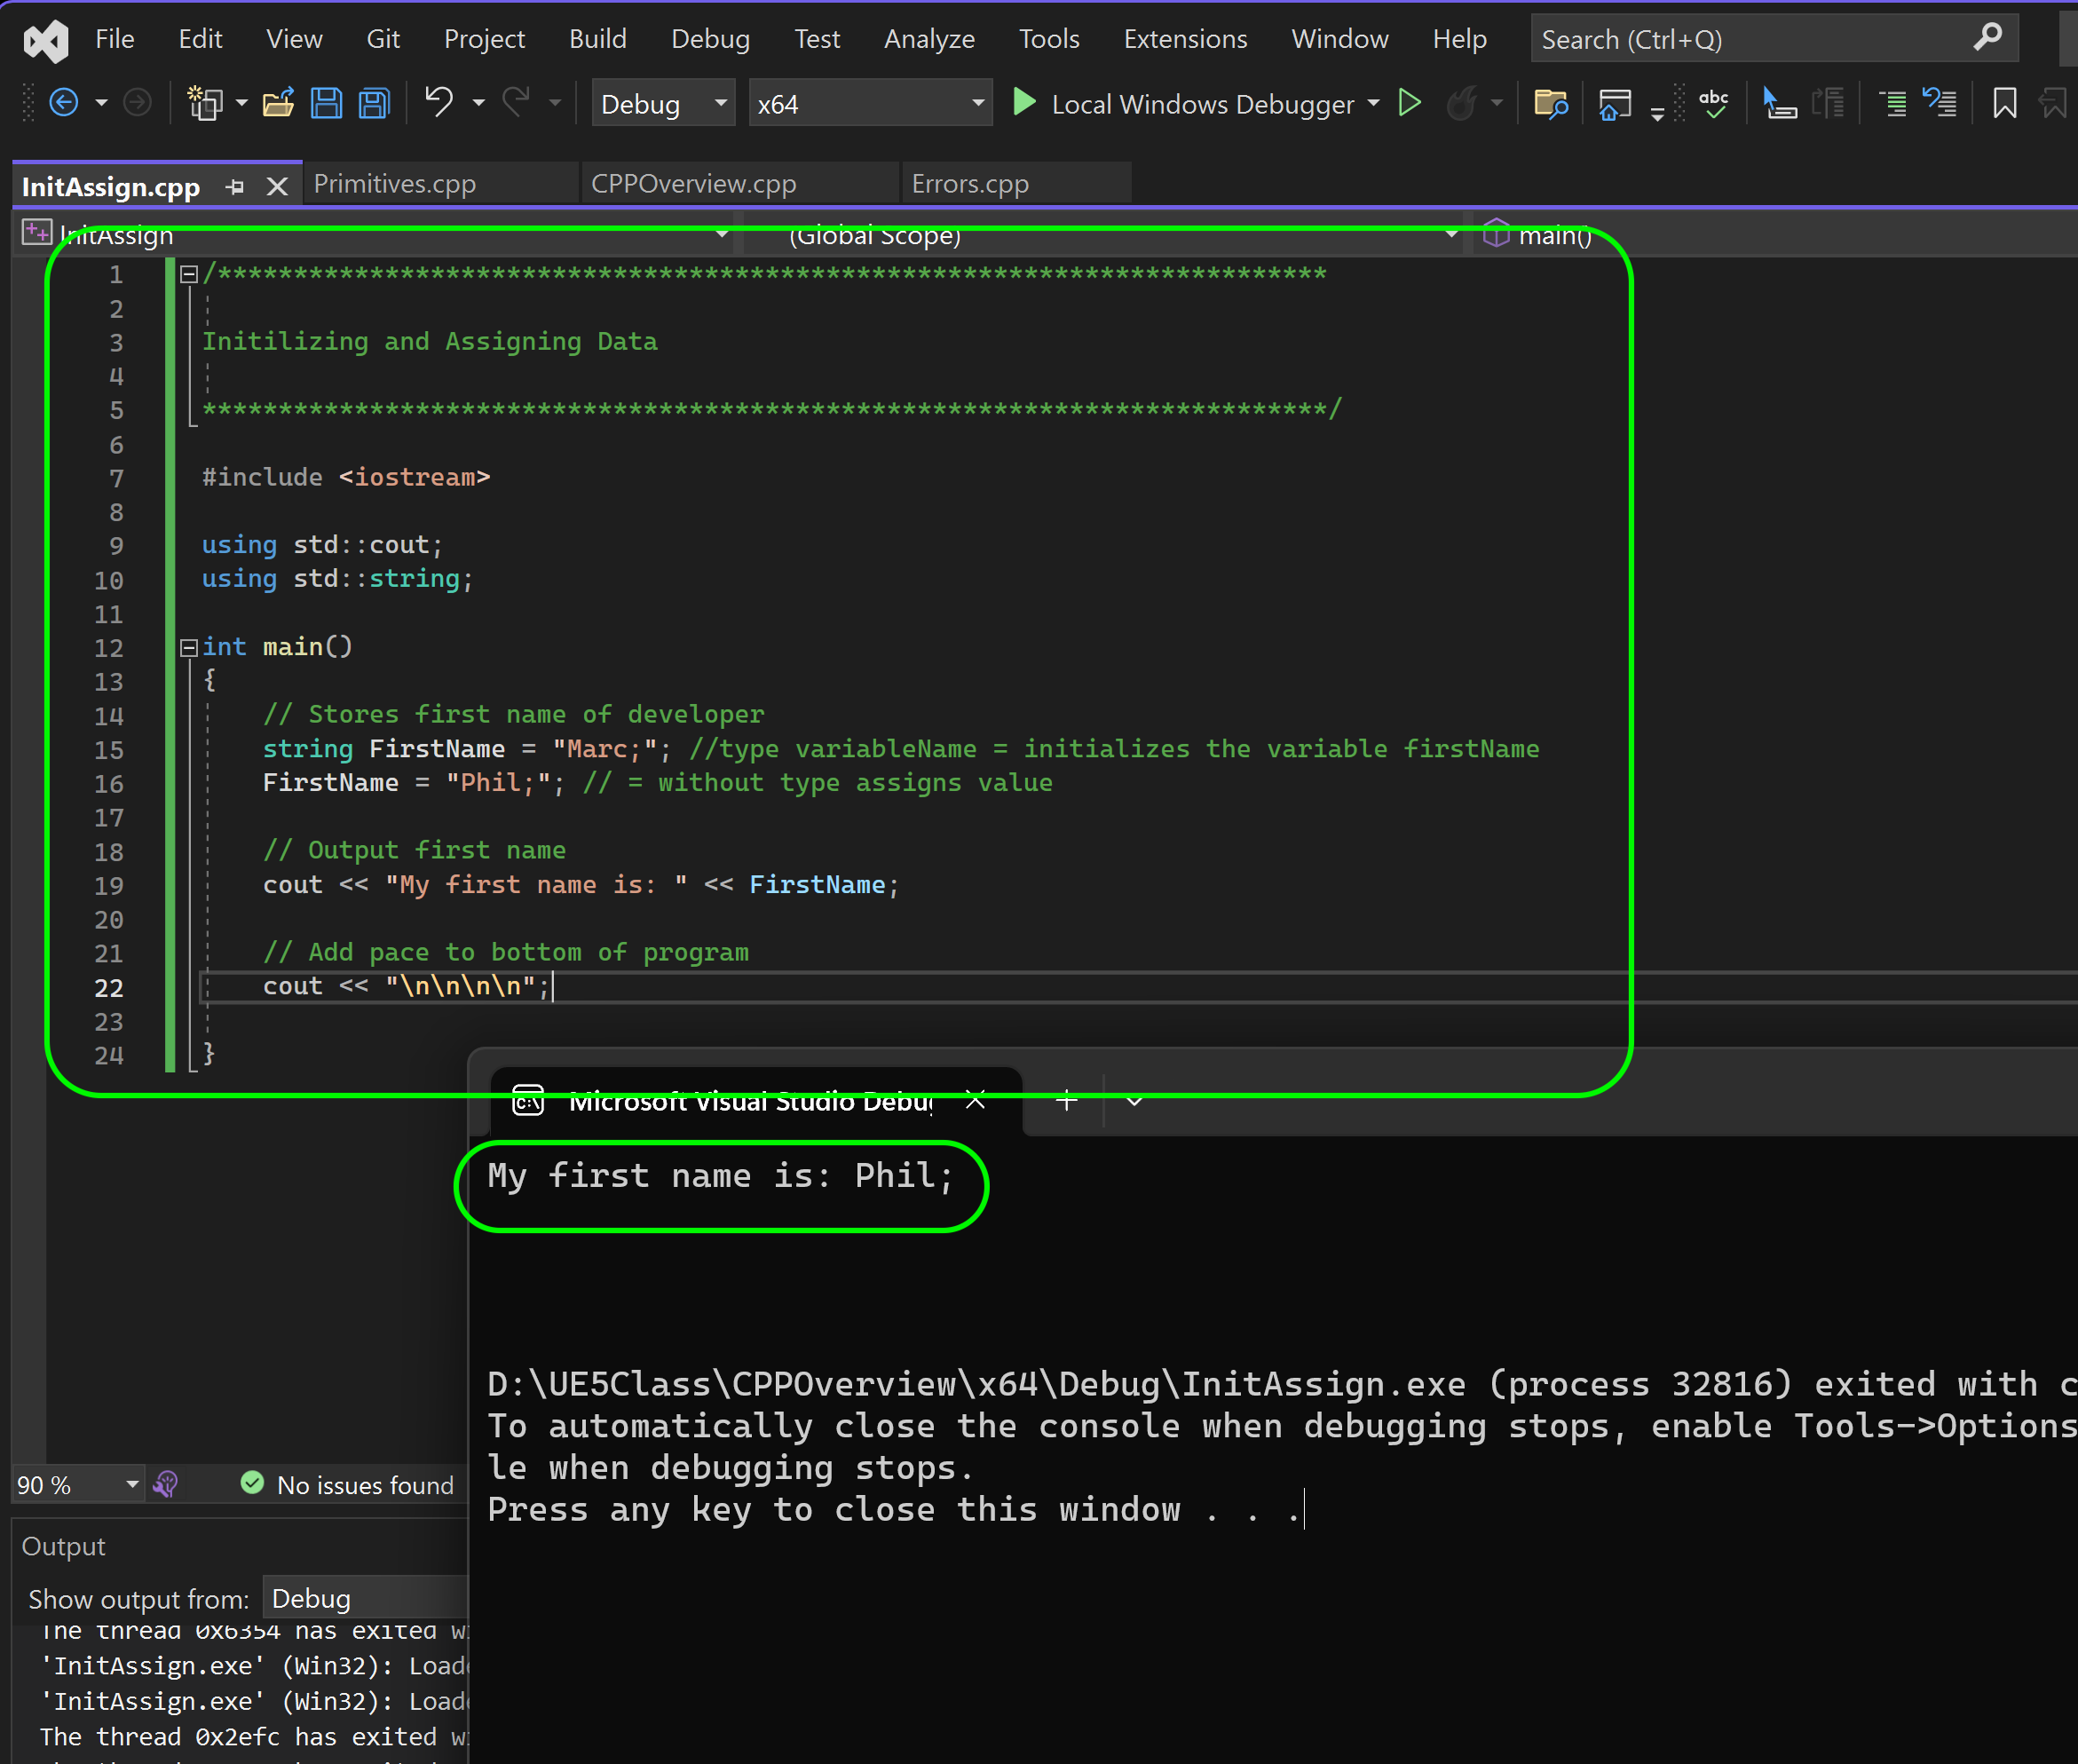 File Edit View Git Project Build Debug Test Analyze Tools Extensions Window Help Search (Ctrl+Q)
Debug x64 Local Windows Debugger abc
InitAssign.cpp Primitives.cpp CPPOverview.cpp Errors.cpp
InitAssign (Global Scope) main()
1 /*************************************************************************
2
3 Initilizing and Assigning Data
4
5 **************************************************************************/
6
7 #include <iostream>
8
9 using std::cout;
10 using std::string;
11
12 int main()
13 {
14 // Stores first name of developer
15 string FirstName = "Marc;"; //type variableName = initializes the variable firstName
16 FirstName = "Phil;"; // = without type assigns value
17
18 // Output first name
19 cout << "My first name is: " << FirstName;
20
21 // Add pace to bottom of program
22 cout << "\n\n\n\n";
23
24 }
Microsoft Visual Studio Debug
My first name is: Phil;
D:\UE5Class\CPPOverview\x64\Debug\InitAssign.exe (process 32816) exited with c
To automatically close the console when debugging stops, enable Tools->Options
le when debugging stops.
Press any key to close this window . . .
90 % No issues found
Output
Show output from: Debug
The thread 0x6354 has exited wi
'InitAssign.exe' (Win32): Loade
'InitAssign.exe' (Win32): Loade
The thread 0x2efc has exited wi